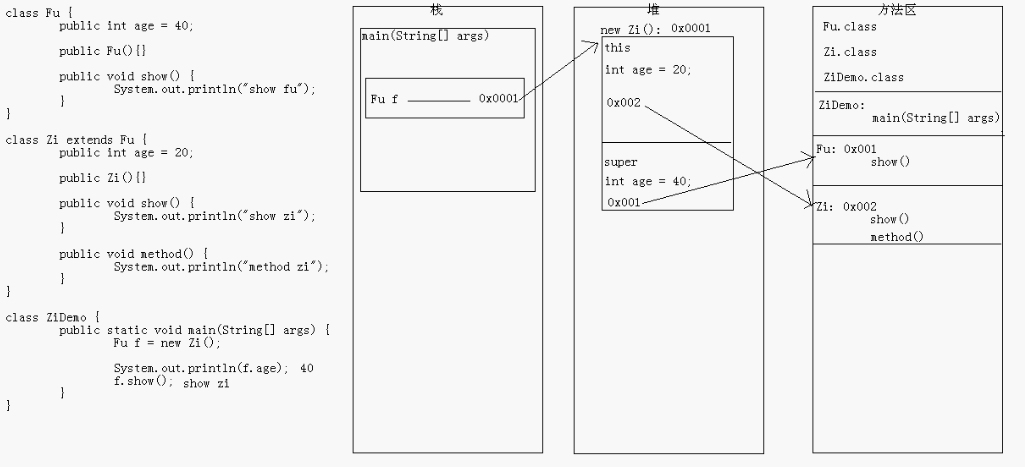 class Fu {
public int age = 40;
public Fu(){}
public void show() {
System.out.println("show fu");
}
}
class Zi extends Fu {
public int age = 20;
public Zi(){}
public void show() {
System.out.println("show zi");
}
public void method() {
System.out.println("method zi");
}
}
class ZiDemo {
public static void main(String[] args) {
Fu f = new Zi();
System.out.println(f.age); 40
f.show(); show zi
}
}
栈
main(String[] args)
Fu f 0x0001
堆
new Zi(): 0x0001
this
int age = 20;
0x002
super
int age = 40;
0x001
方法区
Fu.class
Zi.class
ZiDemo.class
ZiDemo:
main(String[] args)
Fu: 0x001
show()
Zi: 0x002
show()
method()